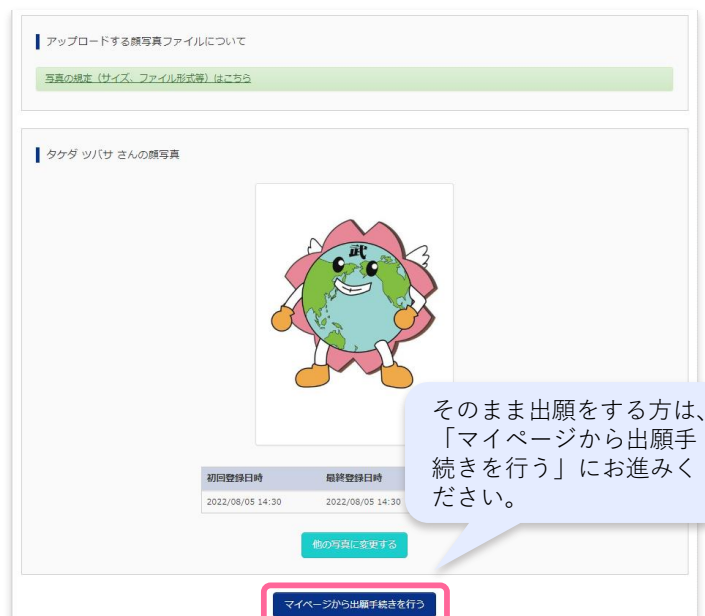 アップロードする顔写真ファイルについて
写真の規定（サイズ、ファイル形式等）はこちら
タケダ ツバサ さんの顔写真
武
そのまま出願をする方は、
「マイページから出願手
続きを行う」にお進みく
ださい。
初回登録日時 最終登録日時
2022/08/05 14:30 2022/08/05 14:30
他の写真に変更する
マイページから出願手続きを行う